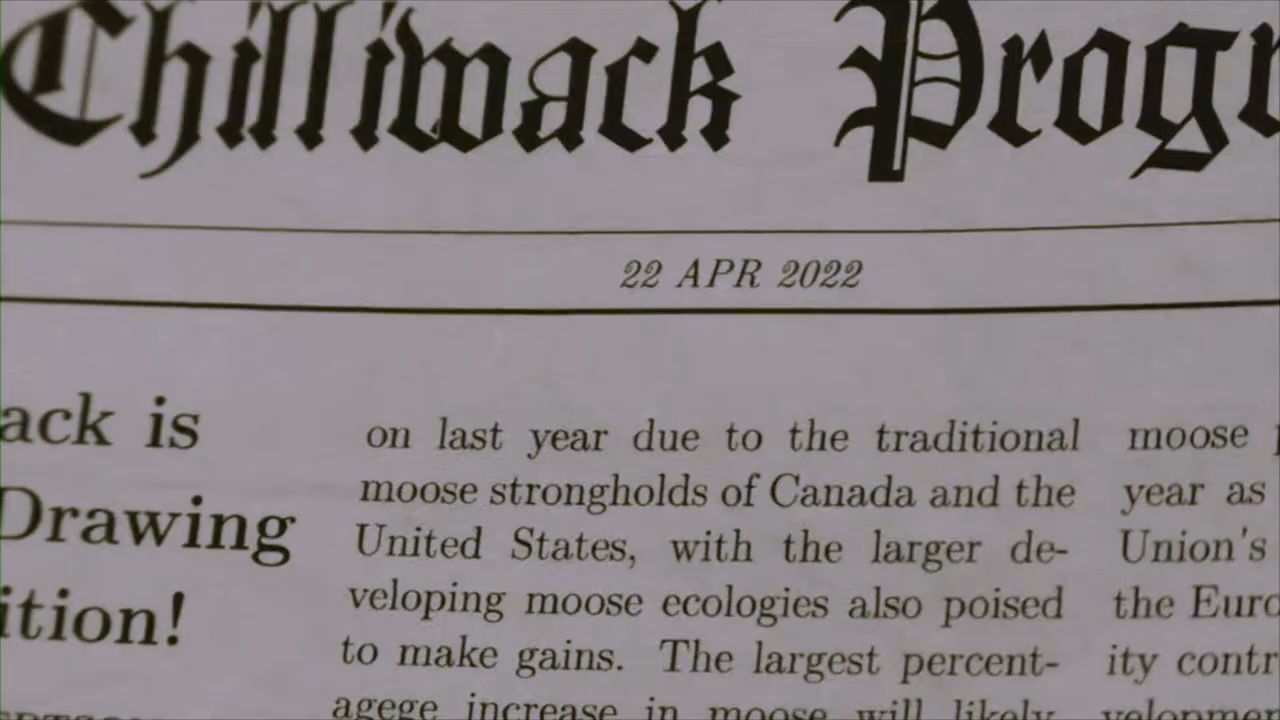 Chilliwack Progr
22 APR 2022
ack is
Drawing
ition!
on last year due to the traditional
moose strongholds of Canada and the
United States, with the larger de-
veloping moose ecologies also poised
to make gains. The largest percent-
agege increase in moose will likely
moose
year as
Union's
the Euro
ity contr
velopmen